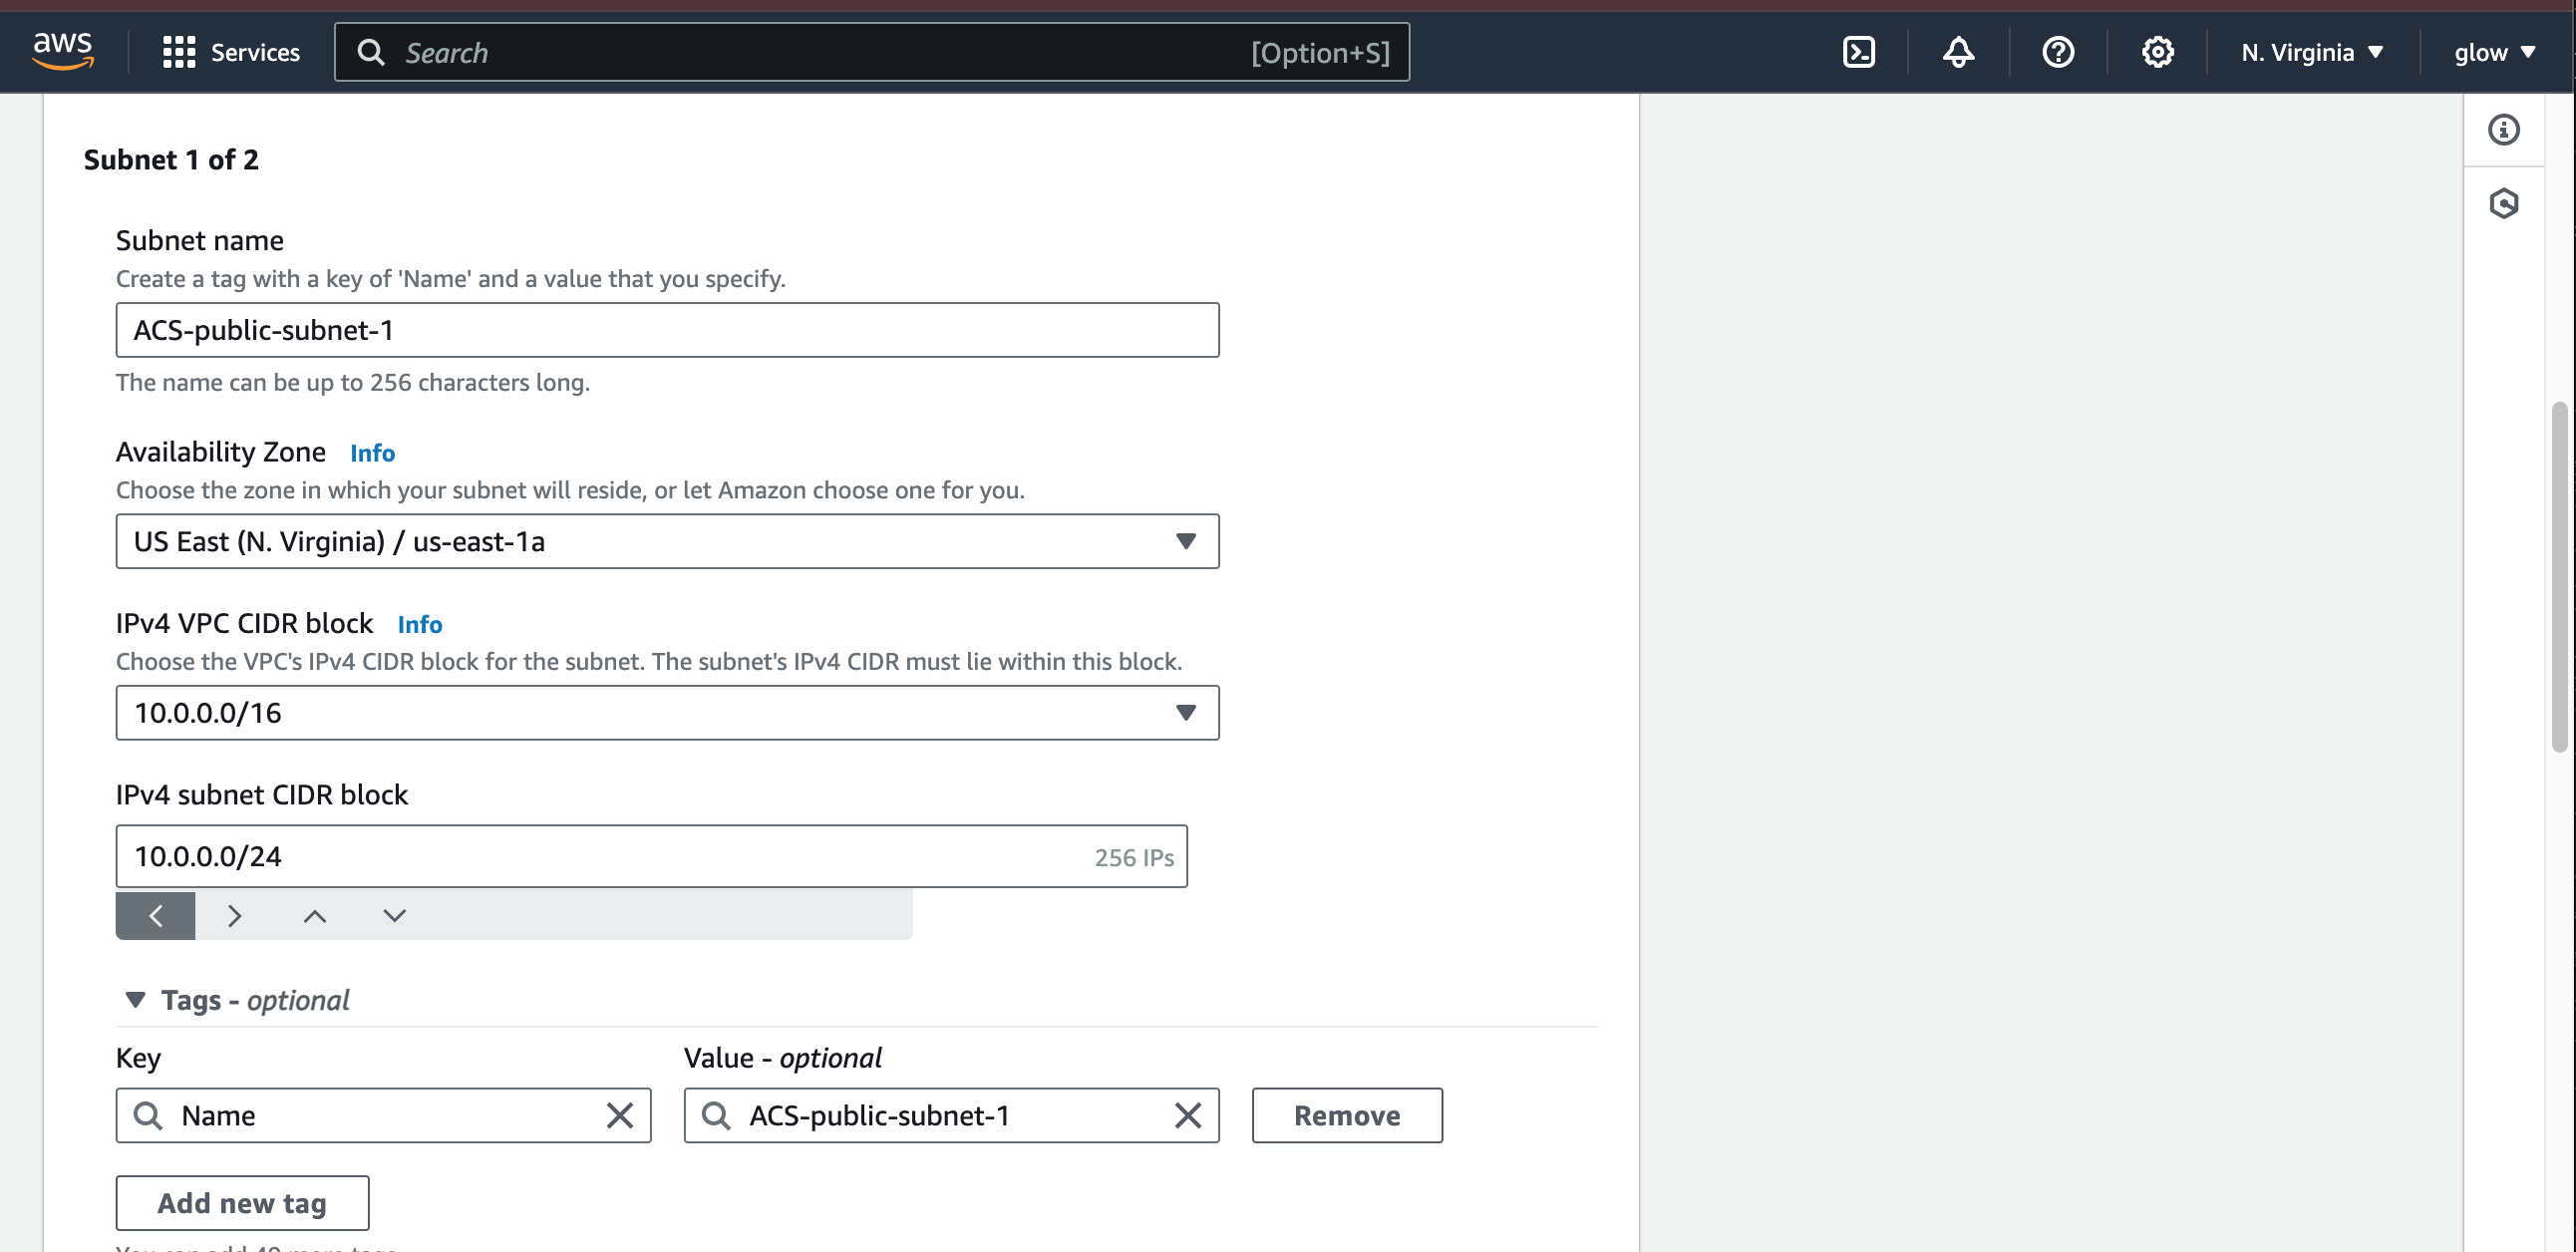 aws Services Search [Option+S] N. Virginia glow
Subnet 1 of 2
Subnet name
Create a tag with a key of 'Name' and a value that you specify.
ACS-public-subnet-1
The name can be up to 256 characters long.
Availability Zone Info
Choose the zone in which your subnet will reside, or let Amazon choose one for you.
US East (N. Virginia) / us-east-1a
IPv4 VPC CIDR block Info
Choose the VPC's IPv4 CIDR block for the subnet. The subnet's IPv4 CIDR must lie within this block.
10.0.0.0/16
IPv4 subnet CIDR block
10.0.0.0/24 256 IPs
Tags - optional
Key Value - optional
Name ACS-public-subnet-1 Remove
Add new tag
You can add 49 more tags